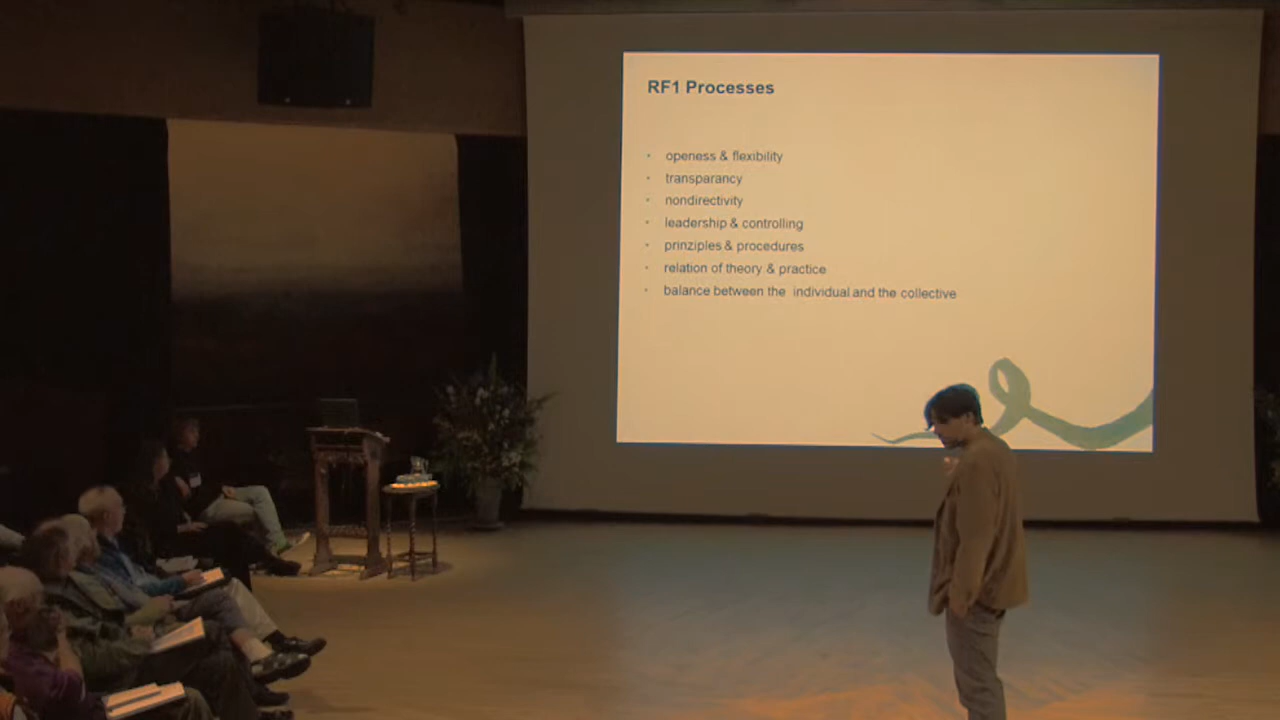 RF1 Processes
openess & flexibility
transparancy
nondirectivity
leadership & controlling
prinziples & procedures
relation of theory & practice
balance between the individual and the collective